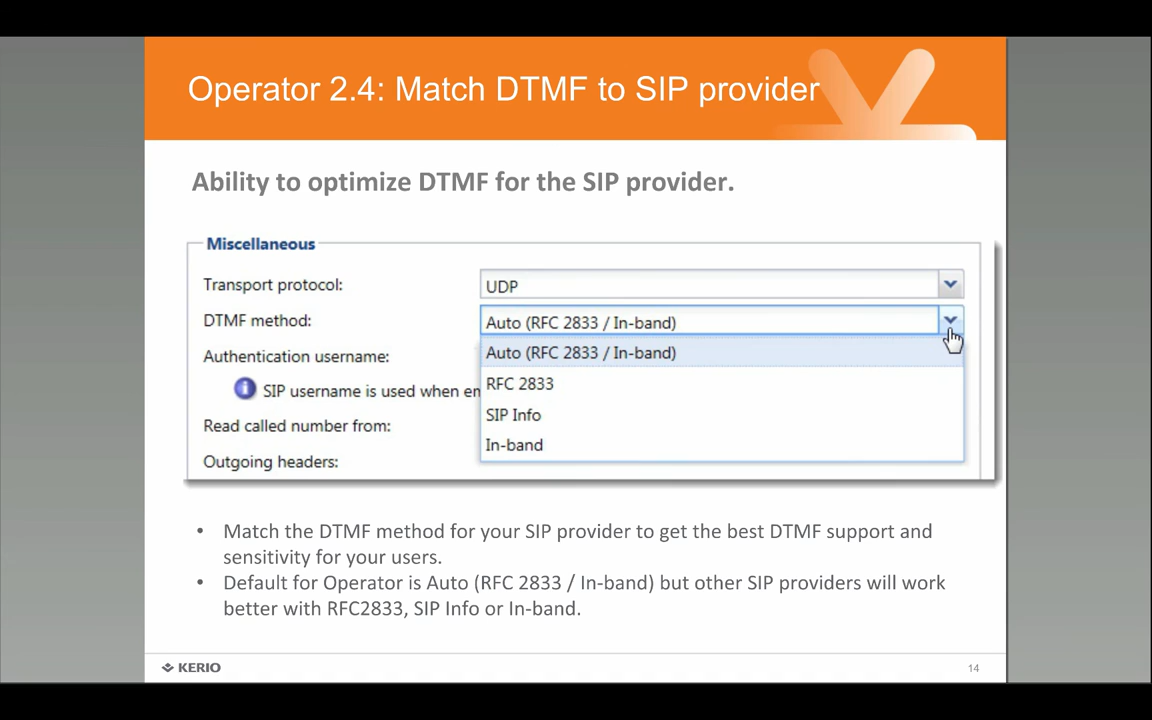 Operator 2.4: Match DTMF to SIP provider
Ability to optimize DTMF for the SIP provider.
Miscellaneous
Transport protocol: UDP
DTMF method: Auto (RFC 2833 / In-band)
Auto (RFC 2833 / In-band)
Authentication username:
RFC 2833
SIP username is used when
SIP Info
Read called number from:
In-band
Outgoing headers:
• Match the DTMF method for your SIP provider to get the best DTMF support and
sensitivity for your users.
• Default for Operator is Auto (RFC 2833 / In-band) but other SIP providers will work
better with RFC2833, SIP Info or In-band.
KERIO
14